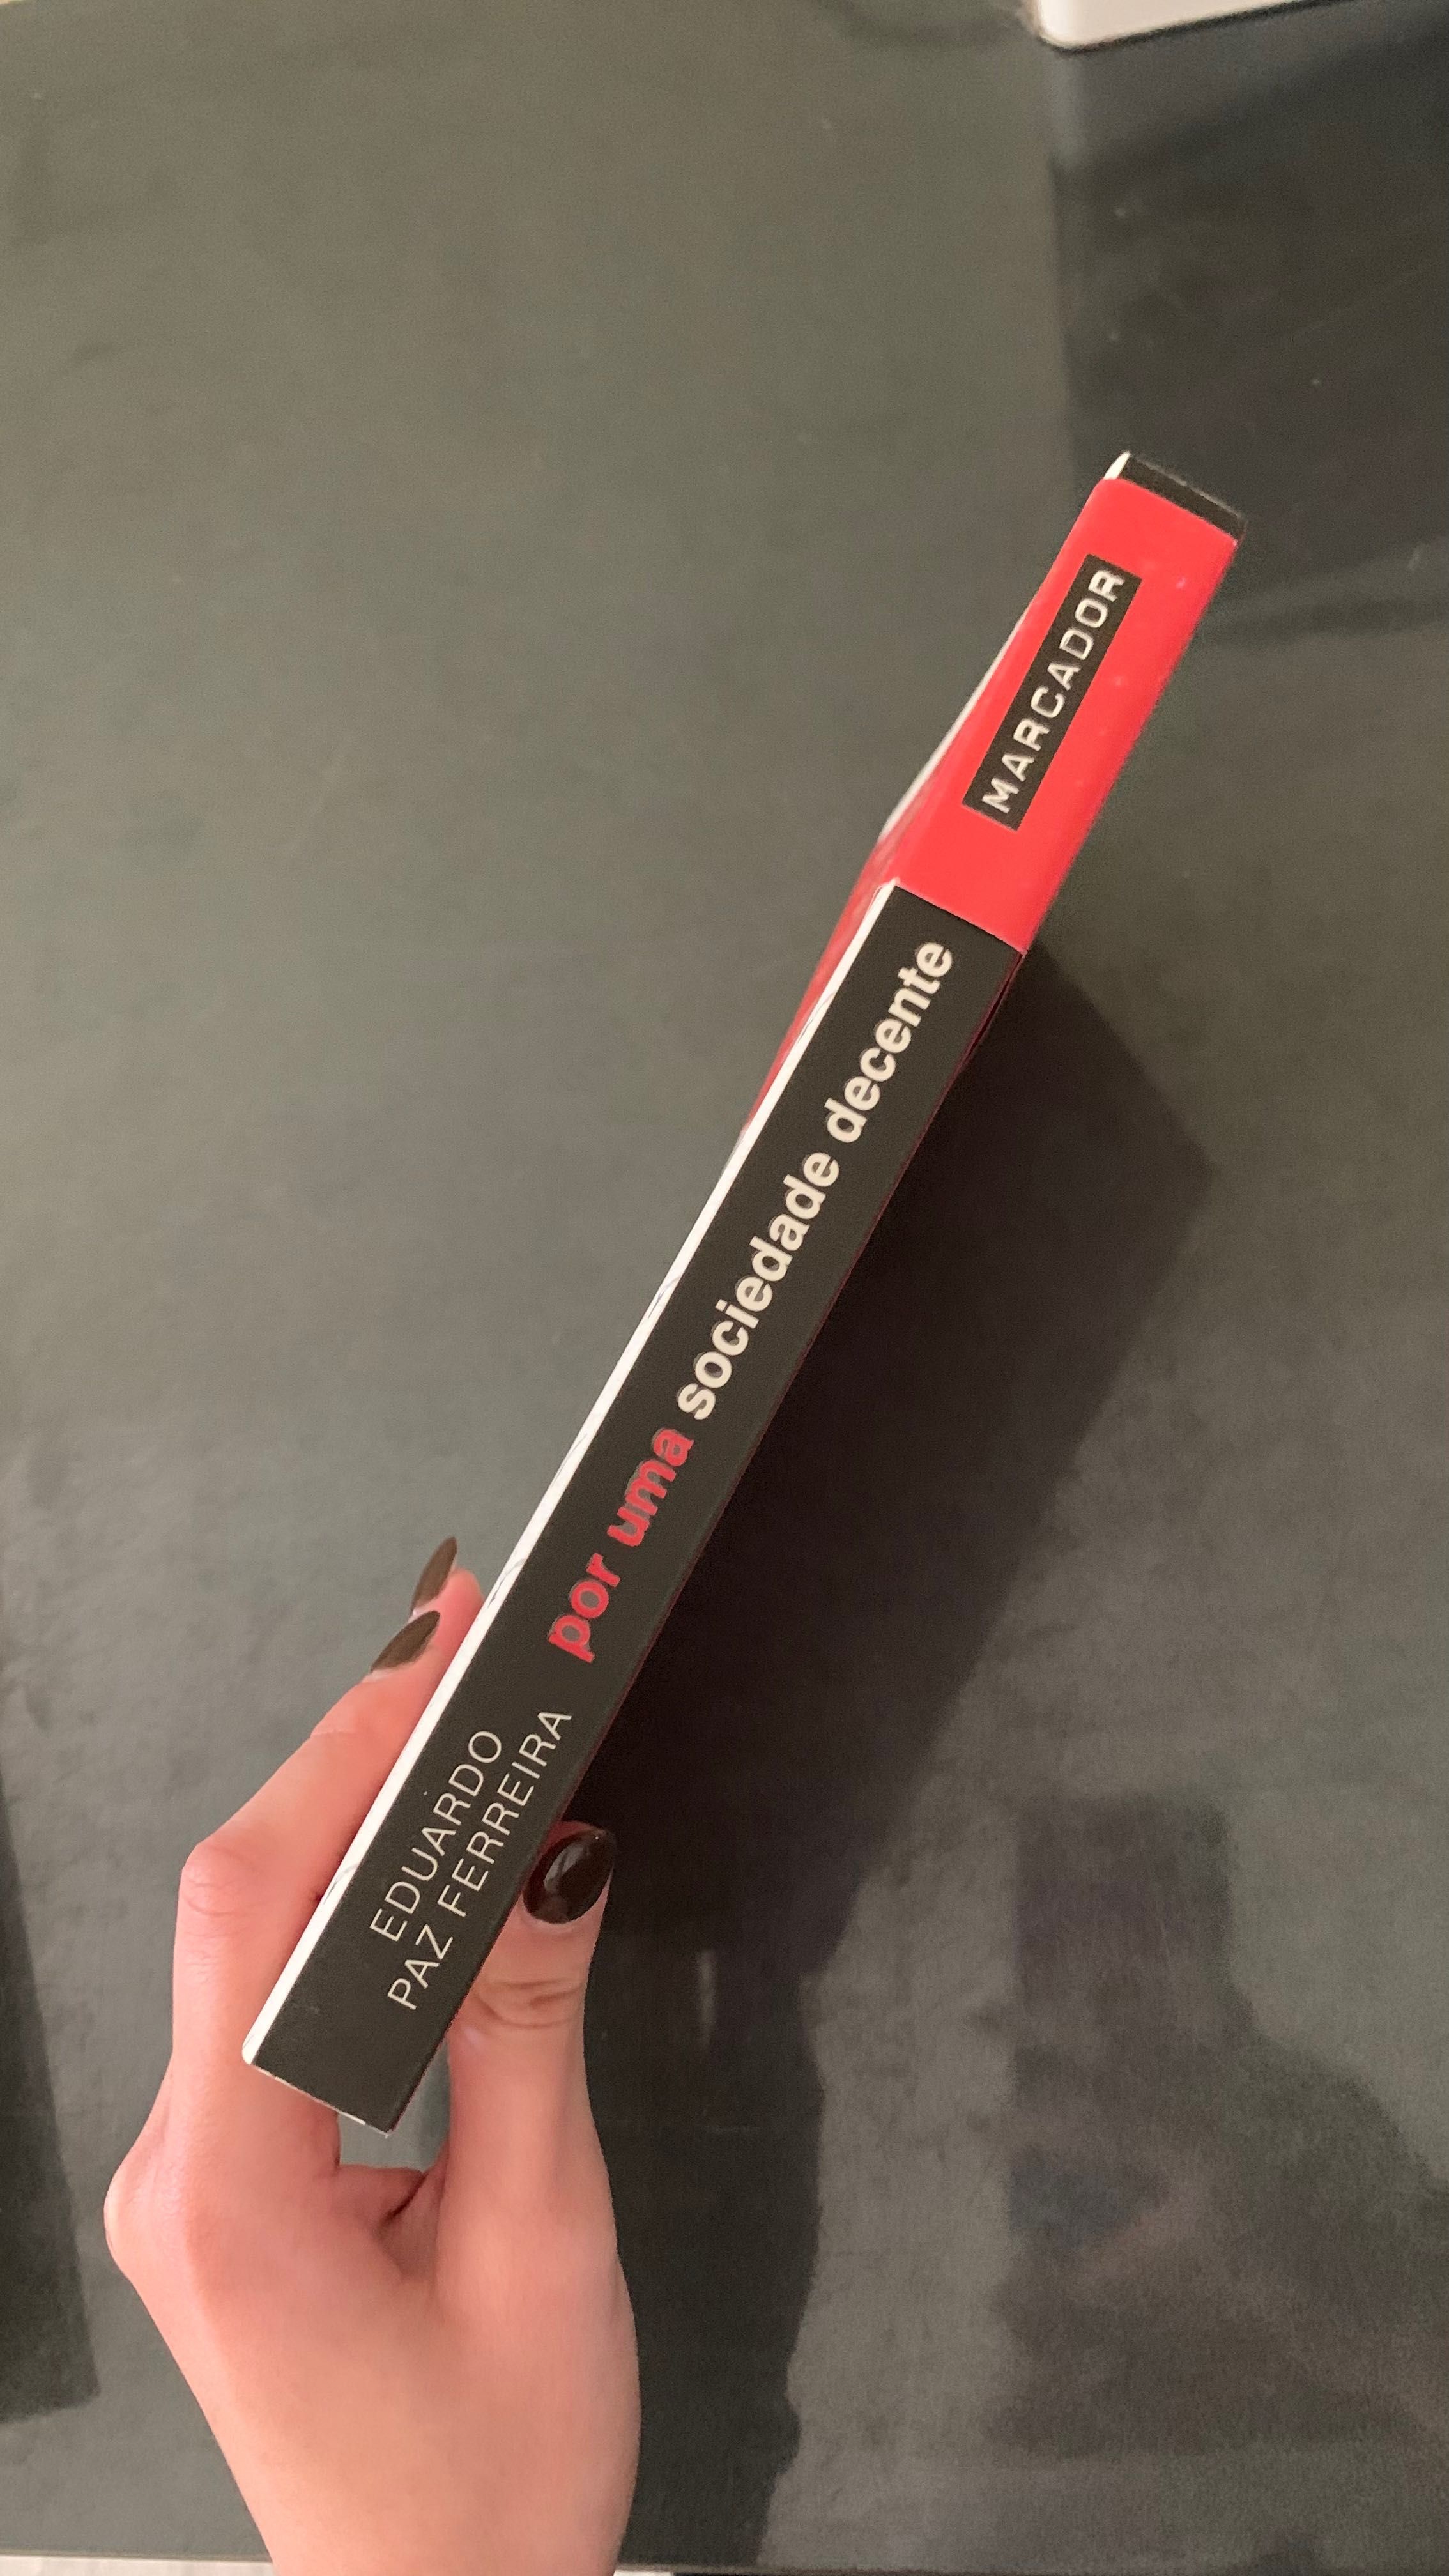 EDUARDO
PAZ FERREIRA
por uma sociedade decente
MARCADOR